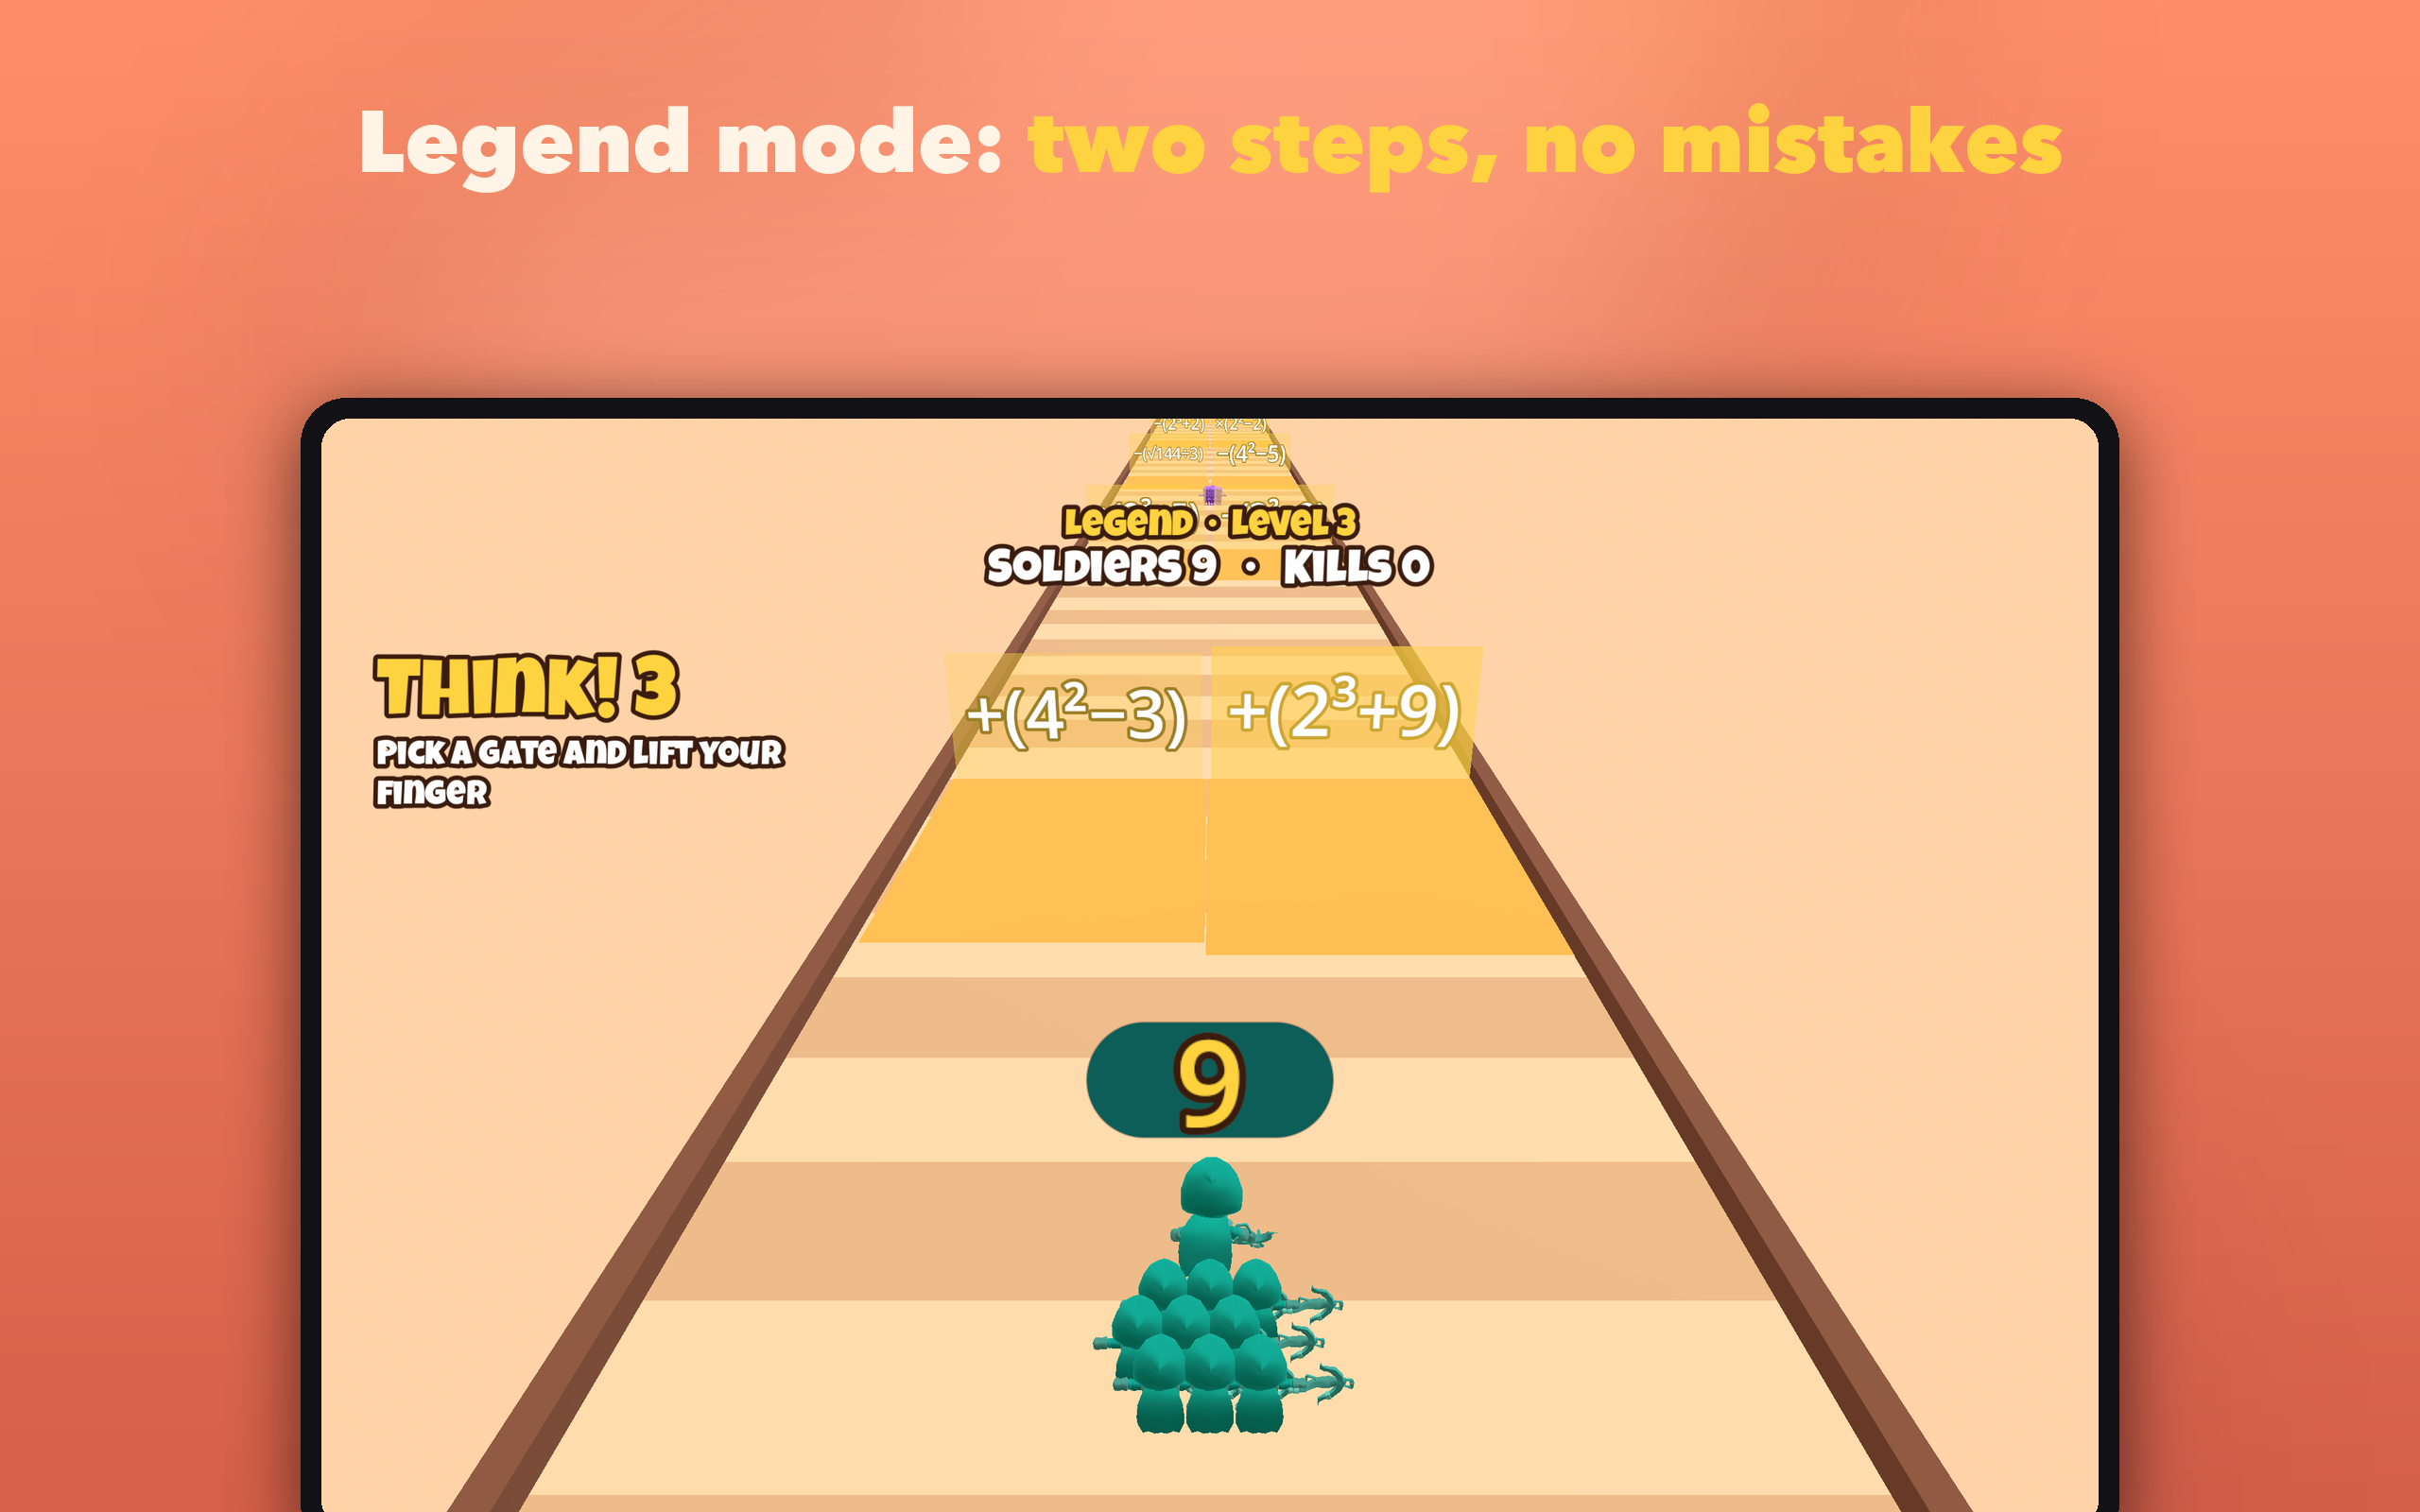 Legend mode: two steps, no mistakes
−(√144÷3) −(4²−5)
LEGEND • LEVEL 3
SOLDIERS 9 • KILLS 0
THINK! 3
PICK A GATE AND LIFT YOUR
FINGER
+(4²−3) +(2³+9)
9